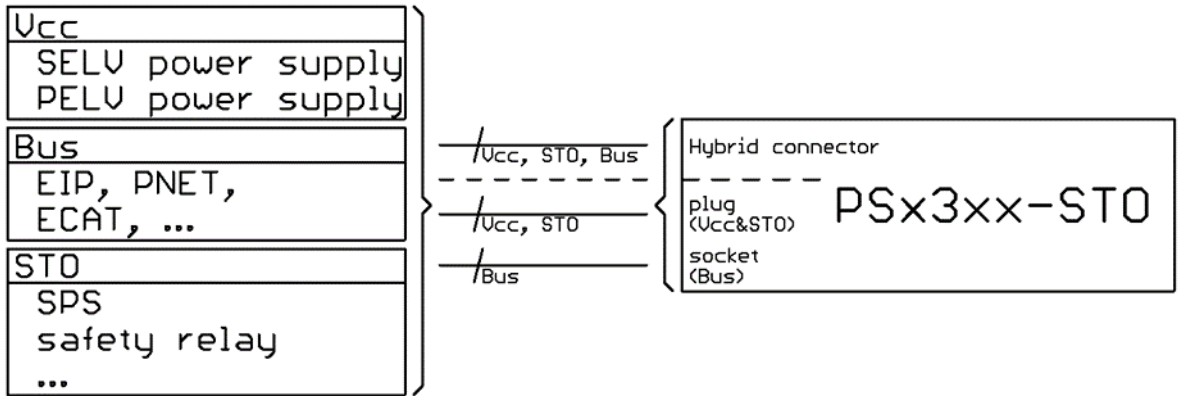 Vcc
SELV power supply
PELV power supply
Bus
EIP, PNET,
ECAT, ...
STO
SPS
safety relay
...
Vcc, STO, Bus
Vcc, STO
Bus
Hybrid connector
plug
(Vcc&STO)
socket
(Bus)
PSx3xx-STO